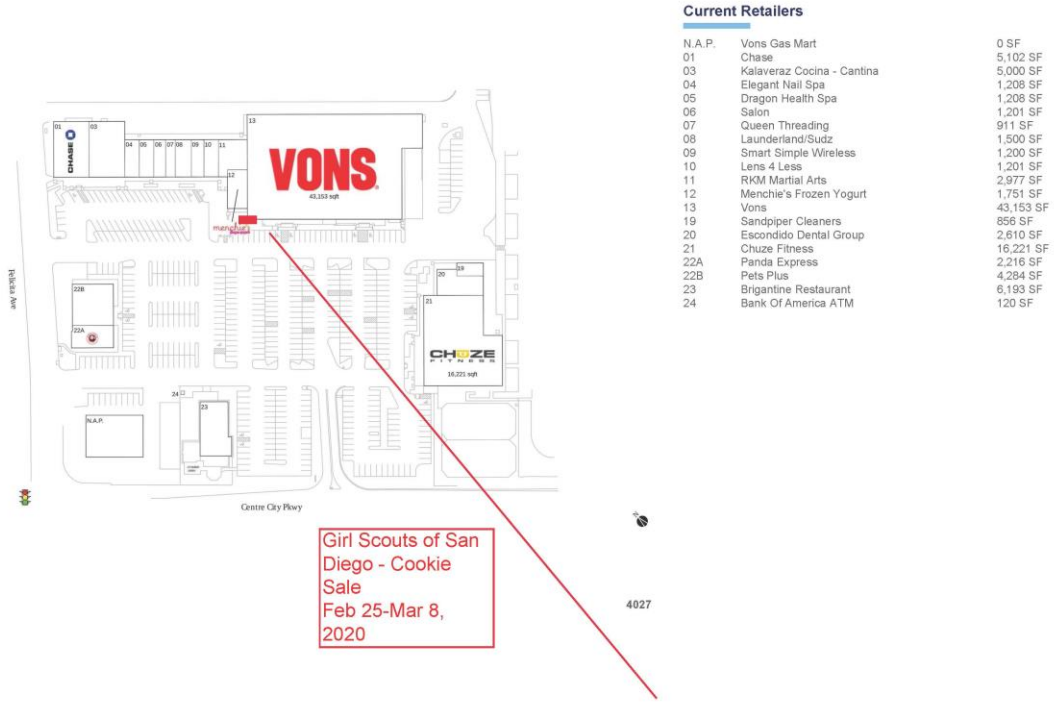 Current Retailers
N.A.P. Vons Gas Mart 0 SF
01 Chase 5,102 SF
03 Kalaveraz Cocina - Cantina 5,000 SF
04 Elegant Nail Spa 1,208 SF
05 Dragon Health Spa 1,208 SF
06 Salon 1,201 SF
07 Queen Threading 911 SF
08 Launderland/Sudz 1,500 SF
09 Smart Simple Wireless 1,200 SF
10 Lens 4 Less 1,201 SF
11 RKM Martial Arts 2,977 SF
12 Menchie's Frozen Yogurt 1,751 SF
13 Vons 43,153 SF
19 Sandpiper Cleaners 856 SF
20 Escondido Dental Group 2,610 SF
21 Chuze Fitness 16,221 SF
22A Panda Express 2,216 SF
22B Pets Plus 4,284 SF
23 Brigantine Restaurant 6,193 SF
24 Bank Of America ATM 120 SF
01
03
CHASE
04
05
06
07
08
09
10
11
12
13
VONS
43,153 sqft
menchie's
19
20
21
CHUZE
FITNESS
16,221 sqft
22B
22A
24
23
N.A.P.
Felicita Ave
Centre City Pkwy
N
Girl Scouts of San
Diego - Cookie
Sale
Feb 25-Mar 8,
2020
4027